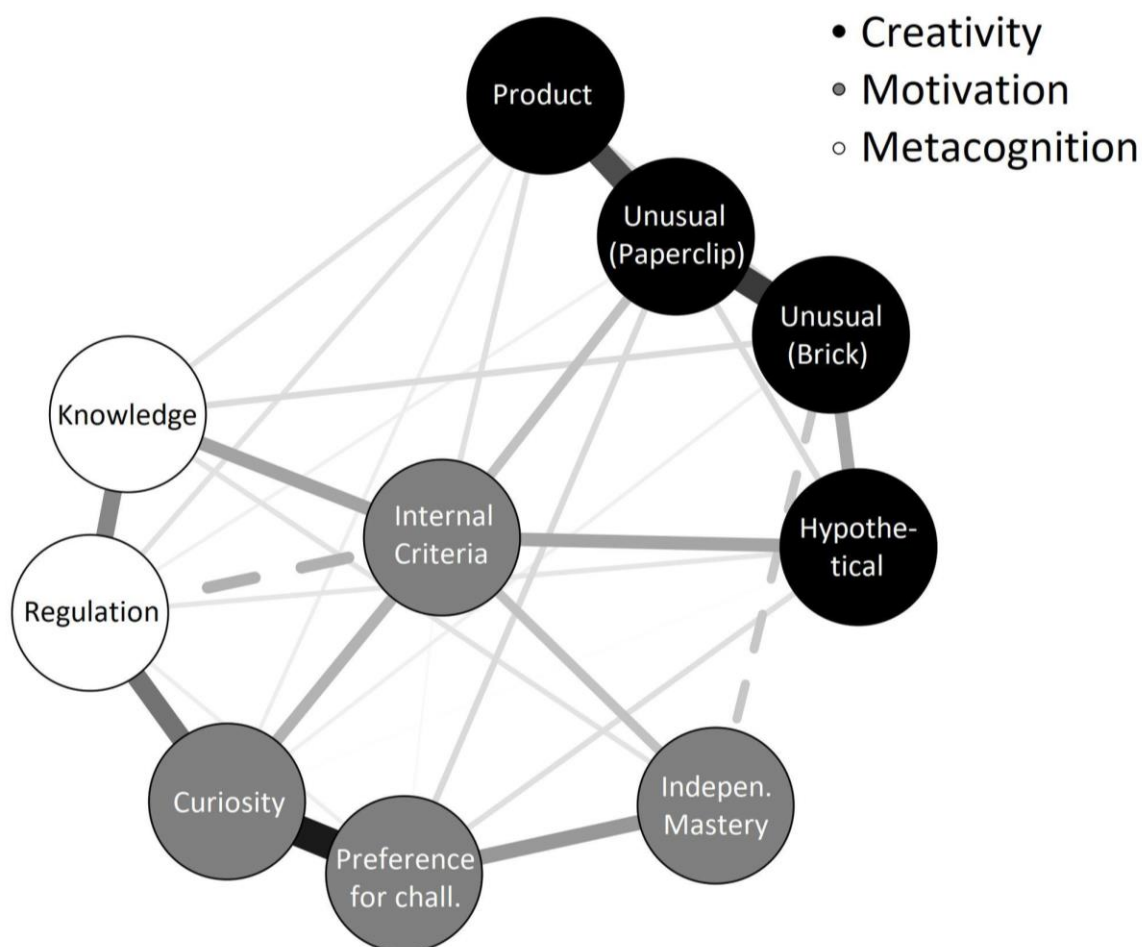 Creativity
Motivation
Metacognition
Product
Unusual
(Paperclip)
Unusual
(Brick)
Knowledge
Internal
Criteria
Hypothe-
tical
Regulation
Curiosity
Indepen.
Mastery
Preference
for chall.